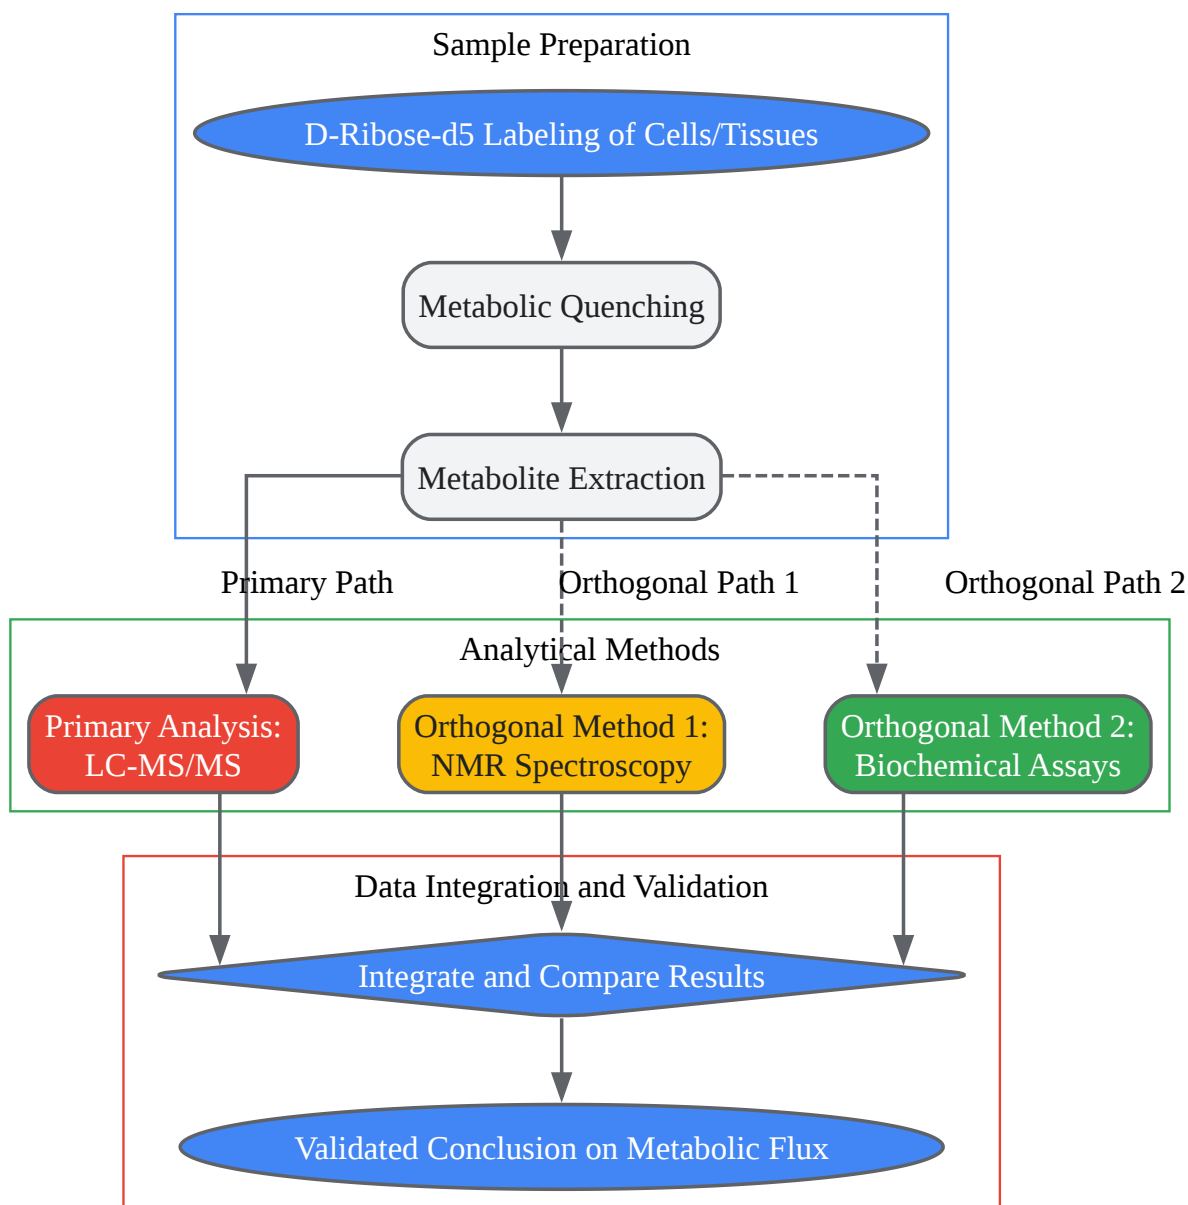 Sample Preparation
D-Ribose-d5 Labeling of Cells/Tissues
Metabolic Quenching
Metabolite Extraction
Primary Path
Orthogonal Path 1
Orthogonal Path 2
Analytical Methods
Primary Analysis:
LC-MS/MS
Orthogonal Method 1:
NMR Spectroscopy
Orthogonal Method 2:
Biochemical Assays
Data Integration and Validation
Integrate and Compare Results
Validated Conclusion on Metabolic Flux